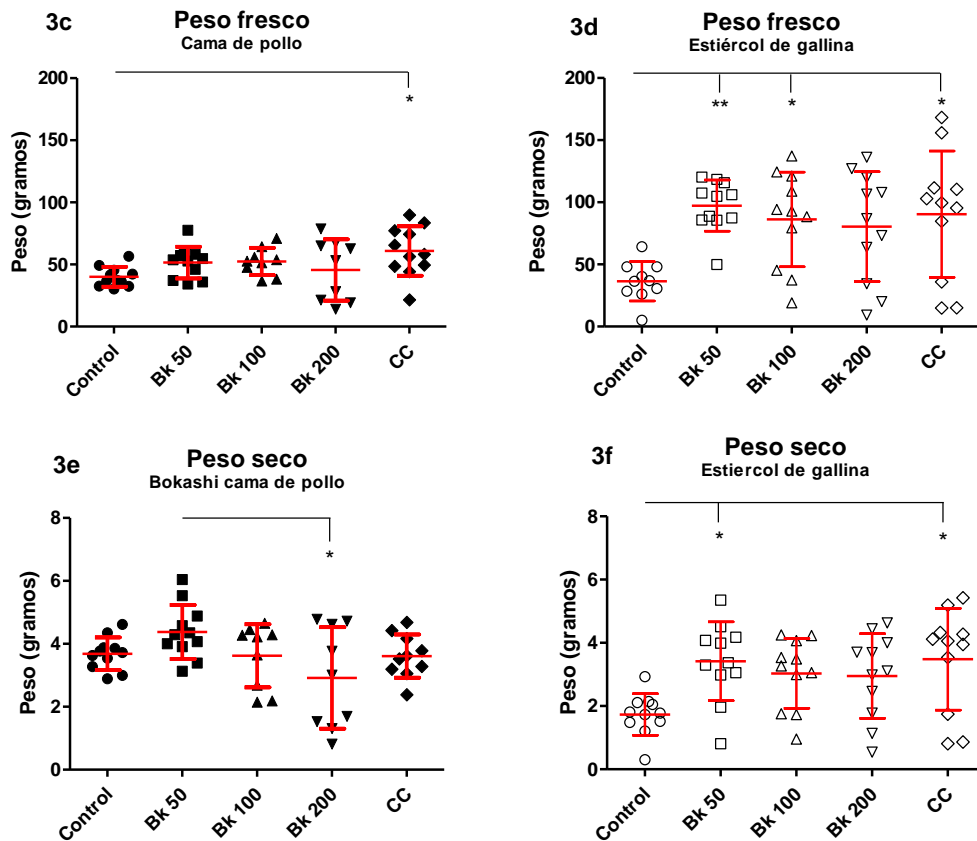 3c
Peso fresco
Cama de pollo
*
Peso (gramos)
200
150
100
50
0
Control
Bk 50
Bk 100
Bk 200
CC
3d
Peso fresco
Estiércol de gallina
**
*
*
Peso (gramos)
200
150
100
50
0
Control
Bk 50
Bk 100
Bk 200
CC
3e
Peso seco
Bokashi cama de pollo
*
Peso (gramos)
8
6
4
2
0
Control
Bk 50
Bk 100
Bk 200
CC
3f
Peso seco
Estiercol de gallina
*
*
Peso (gramos)
8
6
4
2
0
Control
Bk 50
Bk 100
Bk 200
CC